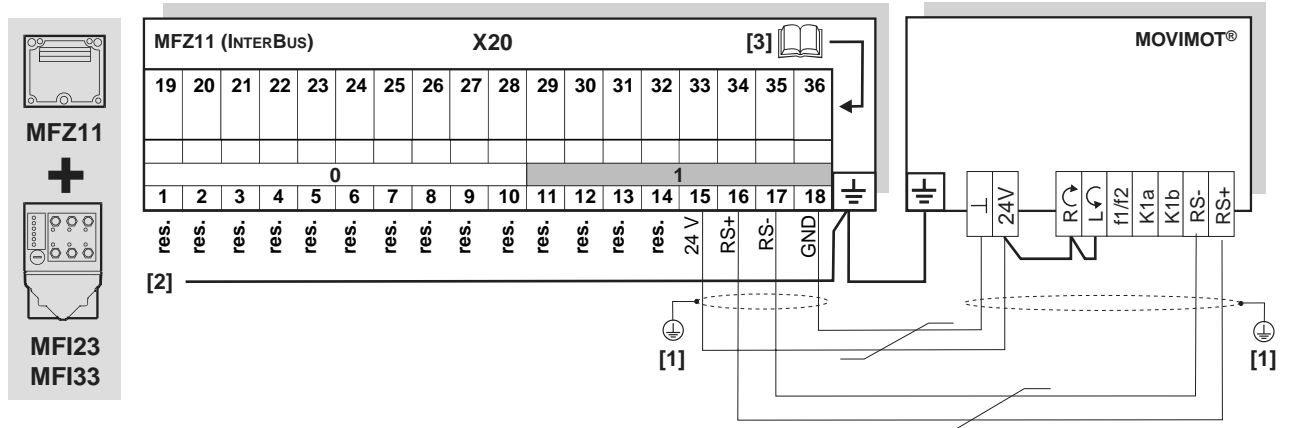 MFZ11 (INTERBUS) X20 [3]
MOVIMOT®
19 20 21 22 23 24 25 26 27 28 29 30 31 32 33 34 35 36
0 1
1 2 3 4 5 6 7 8 9 10 11 12 13 14 15 16 17 18
res. res. res. res. res. res. res. res. res. res. res. res. res. res. 24 V RS+ RS- GND
24V R L f1/f2 K1a K1b RS- RS+
MFZ11
+
MFI23
MFI33
[2]
[1]
[1]